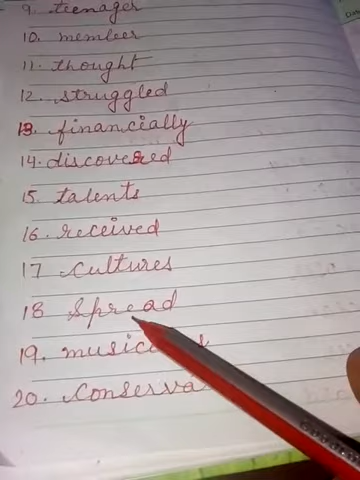 9. teenager
10. member
11. thought
12. struggled
13. financially
14. discovered
15. talents
16. received
17 cultures
18 Spread
19.
20.